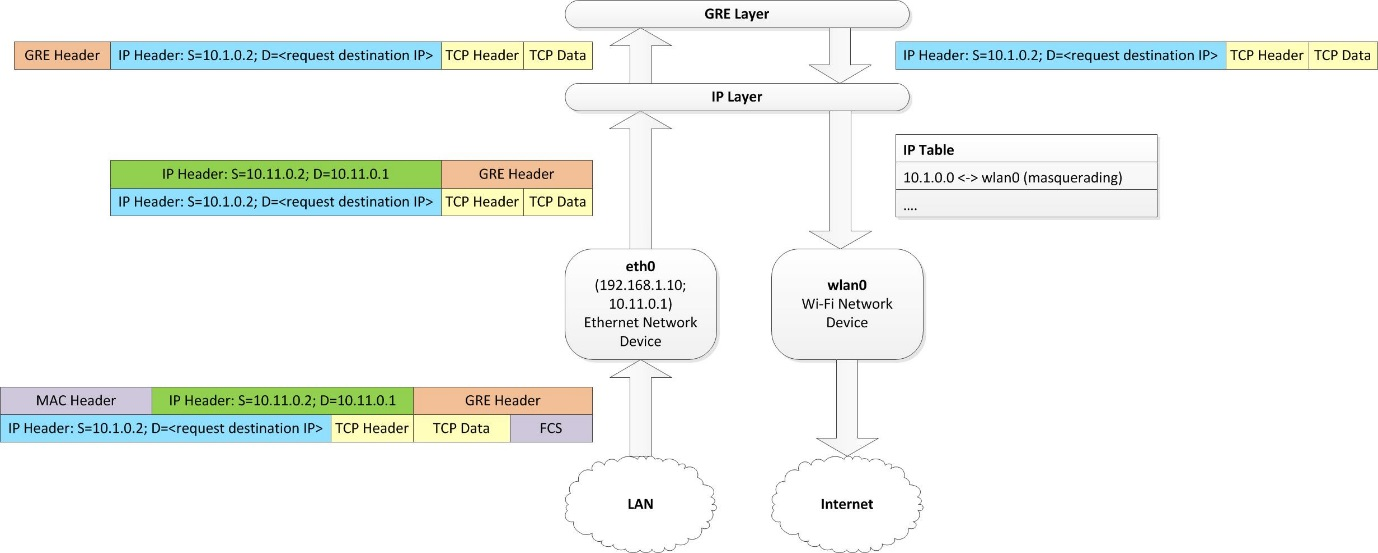 GRE Layer
GRE Header IP Header: S=10.1.0.2; D=<request destination IP> TCP Header TCP Data
IP Header: S=10.1.0.2; D=<request destination IP> TCP Header TCP Data
IP Layer
IP Table
10.1.0.0 <-> wlan0 (masquerading)
....
IP Header: S=10.11.0.2; D=10.11.0.1 GRE Header
IP Header: S=10.1.0.2; D=<request destination IP> TCP Header TCP Data
eth0
(192.168.1.10;
10.11.0.1)
Ethernet Network
Device
wlan0
Wi-Fi Network
Device
MAC Header IP Header: S=10.11.0.2; D=10.11.0.1 GRE Header
IP Header: S=10.1.0.2; D=<request destination IP> TCP Header TCP Data FCS
LAN
Internet